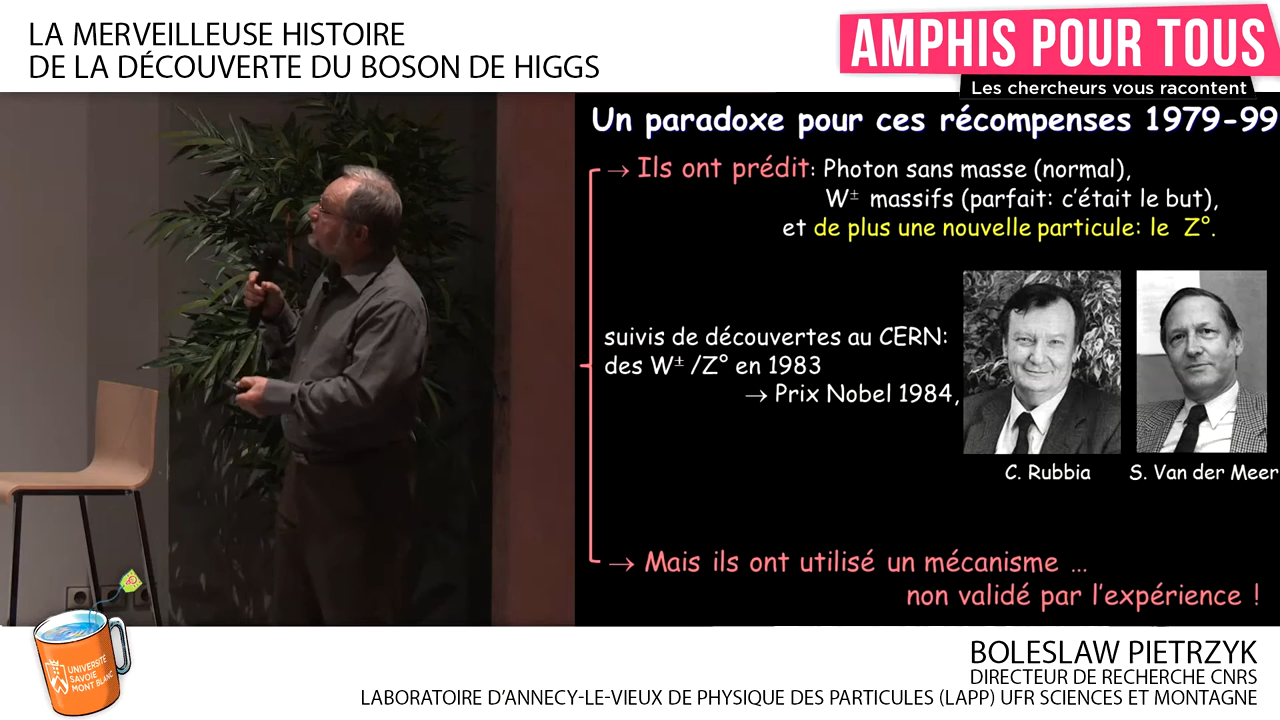 LA MERVEILLEUSE HISTOIRE
DE LA DÉCOUVERTE DU BOSON DE HIGGS
AMPHIS POUR TOUS
Les chercheurs vous racontent
Un paradoxe pour ces récompenses 1979-99
→ Ils ont prédit: Photon sans masse (normal),
W± massifs (parfait: c'était le but),
et de plus une nouvelle particule: le Z°.
suivis de découvertes au CERN:
des W± /Z° en 1983
→ Prix Nobel 1984,
C. Rubbia
S. Van der Meer
→ Mais ils ont utilisé un mécanisme ...
non validé par l'expérience !
UNIVERSITÉ
SAVOIE
MONT BLANC
BOLESLAW PIETRZYK
DIRECTEUR DE RECHERCHE CNRS
LABORATOIRE D'ANNECY-LE-VIEUX DE PHYSIQUE DES PARTICULES (LAPP) UFR SCIENCES ET MONTAGNE